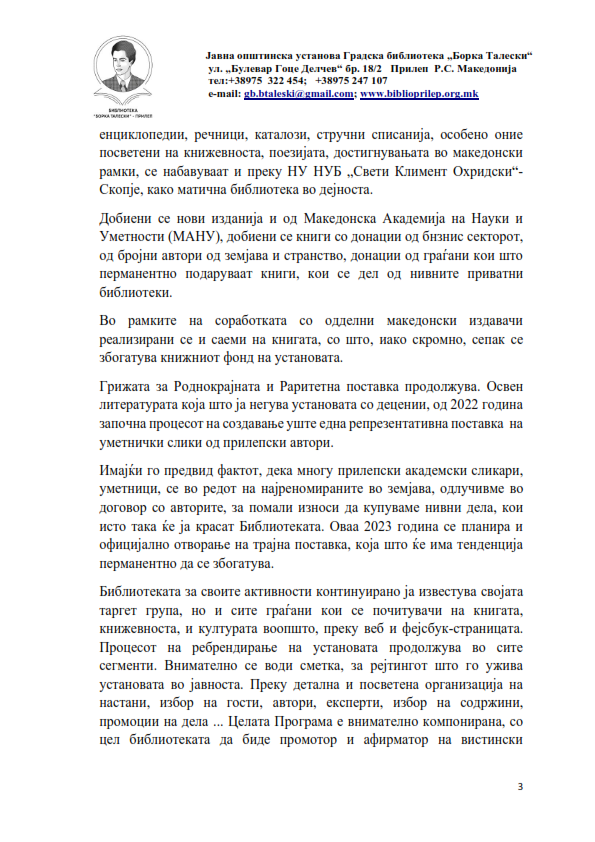 БИБЛИОТЕКА
"БОРКА ТАЛЕСКИ" - ПРИЛЕП
Јавна општинска установа Градска библиотека „Борка Талески“
ул. „Булевар Гоце Делчев“ бр. 18/2 Прилеп Р.С. Македонија
тел:+38975 322 454; +38975 247 107
e-mail: gb.btaleski@gmail.com; www.biblioprilep.org.mk
енциклопедии, речници, каталози, стручни списанија, особено оние
посветени на книжевноста, поезијата, достигнувањата во македонски
рамки, се набавуваат и преку НУ НУБ „Свети Климент Охридски“-
Скопје, како матична библиотека во дејноста.
Добиени се нови изданија и од Македонска Академија на Науки и
Уметности (МАНУ), добиени се книги со донации од бнзнис секторот,
од бројни автори од земјава и странство, донации од граѓани кои што
перманентно подаруваат книги, кои се дел од нивните приватни
библиотеки.
Во рамките на соработката со одделни македонски издавачи
реализирани се и саеми на книгата, со што, иако скромно, сепак се
збогатува книжниот фонд на установата.
Грижата за Роднокрајната и Раритетна поставка продолжува. Освен
литературата која што ја негува установата со децении, од 2022 година
започна процесот на создавање уште една репрезентативна поставка на
уметнички слики од прилепски автори.
Имајќи го предвид фактот, дека многу прилепски академски сликари,
уметници, се во редот на најреномираните во земјава, одлучивме во
договор со авторите, за помали износи да купуваме нивни дела, кои
исто така ќе ја красат Библиотеката. Оваа 2023 година се планира и
официјално отворање на трајна поставка, која што ќе има тенденција
перманентно да се збогатува.
Библиотеката за своите активности континуирано ја известува својата
таргет група, но и сите граѓани кои се почитувачи на книгата,
книжевноста, и културата воопшто, преку веб и фејсбук-страницата.
Процесот на ребрендирање на установата продолжува во сите
сегменти. Внимателно се води сметка, за рејтингот што го ужива
установата во јавноста. Преку детална и посветена организација на
настани, избор на гости, автори, експерти, избор на содржини,
промоции на дела ... Целата Програма е внимателно компонирана, со
цел библиотеката да биде промотор и афирматор на вистински
3